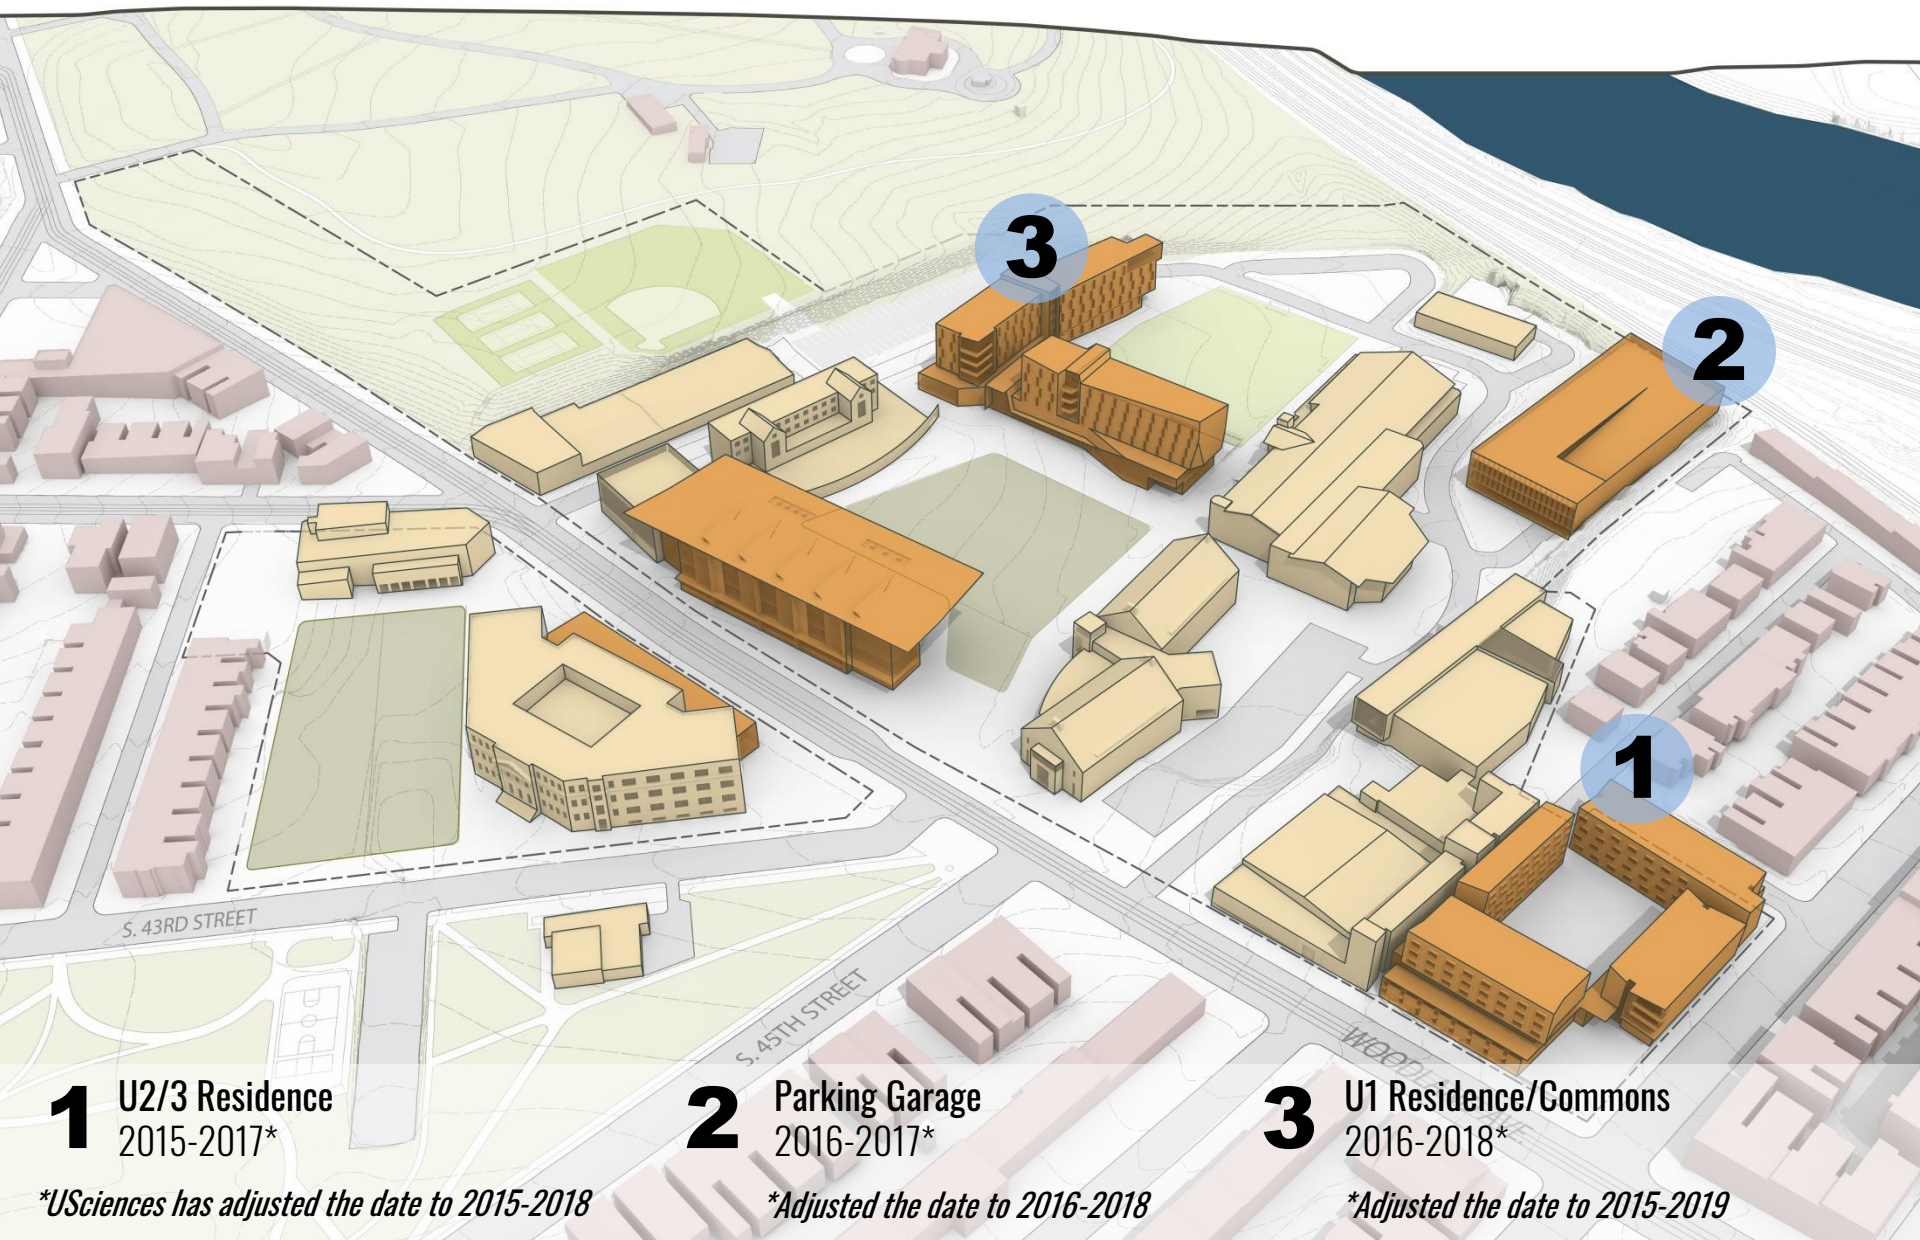 3
2
1
S. 43RD STREET
S. 45TH STREET
1 U2/3 Residence
2015-2017*
*USciences has adjusted the date to 2015-2018
2 Parking Garage
2016-2017*
*Adjusted the date to 2016-2018
3 U1 Residence/Commons
2016-2018*
*Adjusted the date to 2015-2019